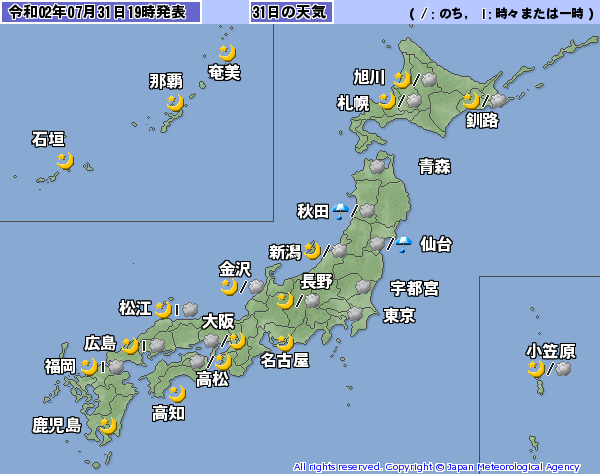 令和02年07月31日19時発表 31日の天気 ( /：のち, |：時々または一時 )
奄美
那覇
旭川
札幌
釧路
石垣
青森
秋田
仙台
新潟
金沢
長野
宇都宮
松江
大阪
東京
広島
名古屋
小笠原
福岡
高松
高知
鹿児島
All rights reserved. Copyright © Japan Meteorological Agency